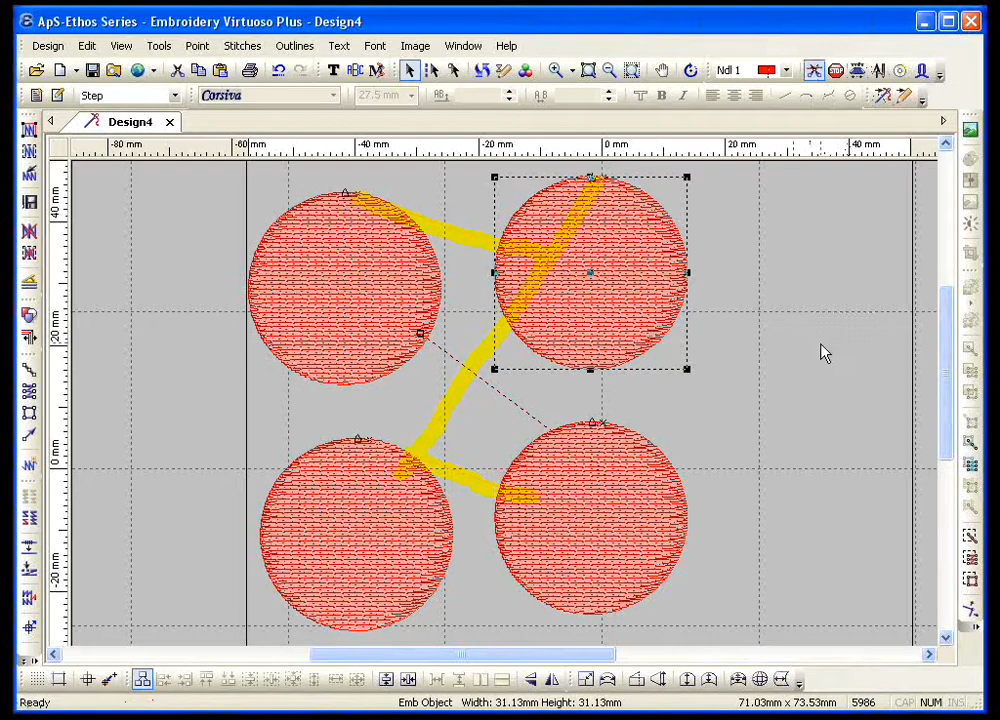 ApS-Ethos Series - Embroidery Virtuoso Plus - Design4
Design Edit View Tools Point Stitches Outlines Text Font Image Window Help
Ndl 1
Step Corsiva 27.5 mm
Design4
-80 mm -60 mm -40 mm -20 mm 0 mm 20 mm 40 mm
40 mm
20 mm
0 mm
-20 mm
Ready Emb Object Width: 31.13mm Height: 31.13mm 71.03mm x 73.53mm 5986 CAP NUM INS